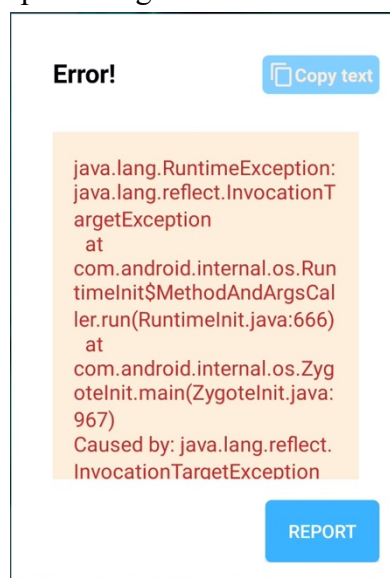 Error!
Copy text
java.lang.RuntimeException:
java.lang.reflect.InvocationT
argetException
at
com.android.internal.os.Run
timeInit$MethodAndArgsCal
ler.run(RuntimeInit.java:666)
at
com.android.internal.os.Zyg
oteInit.main(ZygoteInit.java:
967)
Caused by: java.lang.reflect.
InvocationTargetException
REPORT